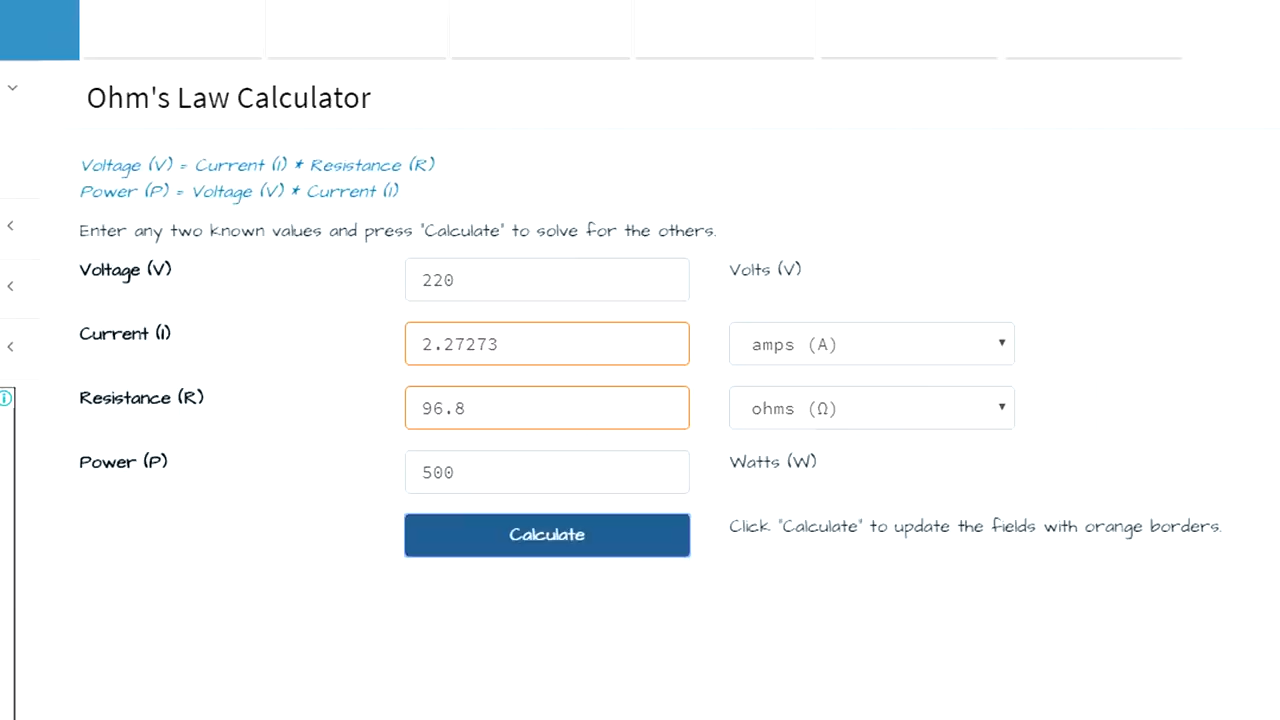 Ohm's Law Calculator
Voltage (V) = Current (I) * Resistance (R)
Power (P) = Voltage (V) * Current (I)
Enter any two known values and press "Calculate" to solve for the others.
Voltage (V) 220 Volts (V)
Current (I) 2.27273 amps (A)
Resistance (R) 96.8 ohms (Ω)
Power (P) 500 Watts (W)
Calculate Click "Calculate" to update the fields with orange borders.